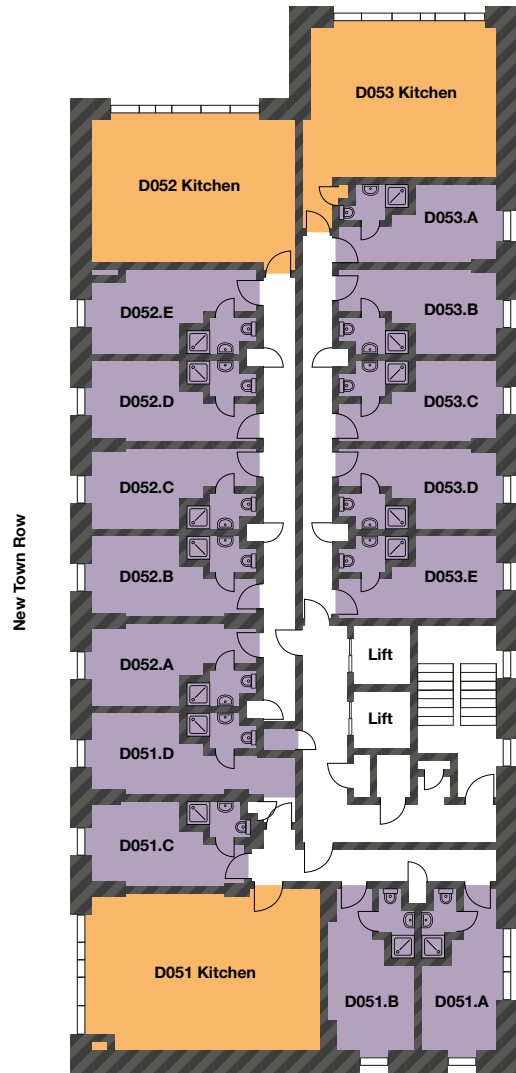 D053 Kitchen
D052 Kitchen
D053.A
D052.E
D053.B
D052.D
D053.C
D052.C
D053.D
New Town Row
D052.B
D053.E
D052.A
Lift
Lift
D051.D
D051.C
D051 Kitchen
D051.B
D051.A